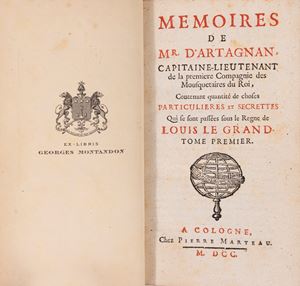 EX-LIBRIS
GEORGES MONTANDON
MEMOIRES
DE
MR. D'ARTAGNAN,
CAPITAINE-LIEUTENANT
de la premiere Compagnie des
Mousquetaires du Roi,
Contenant quantité de choses
PARTICULIERES ET SECRETTES
Qui se sont passées sous le Regne de
LOUIS LE GRAND.
TOME PREMIER.
A COLOGNE,
Chez PIERRE MARTEAU.
M. DCC.